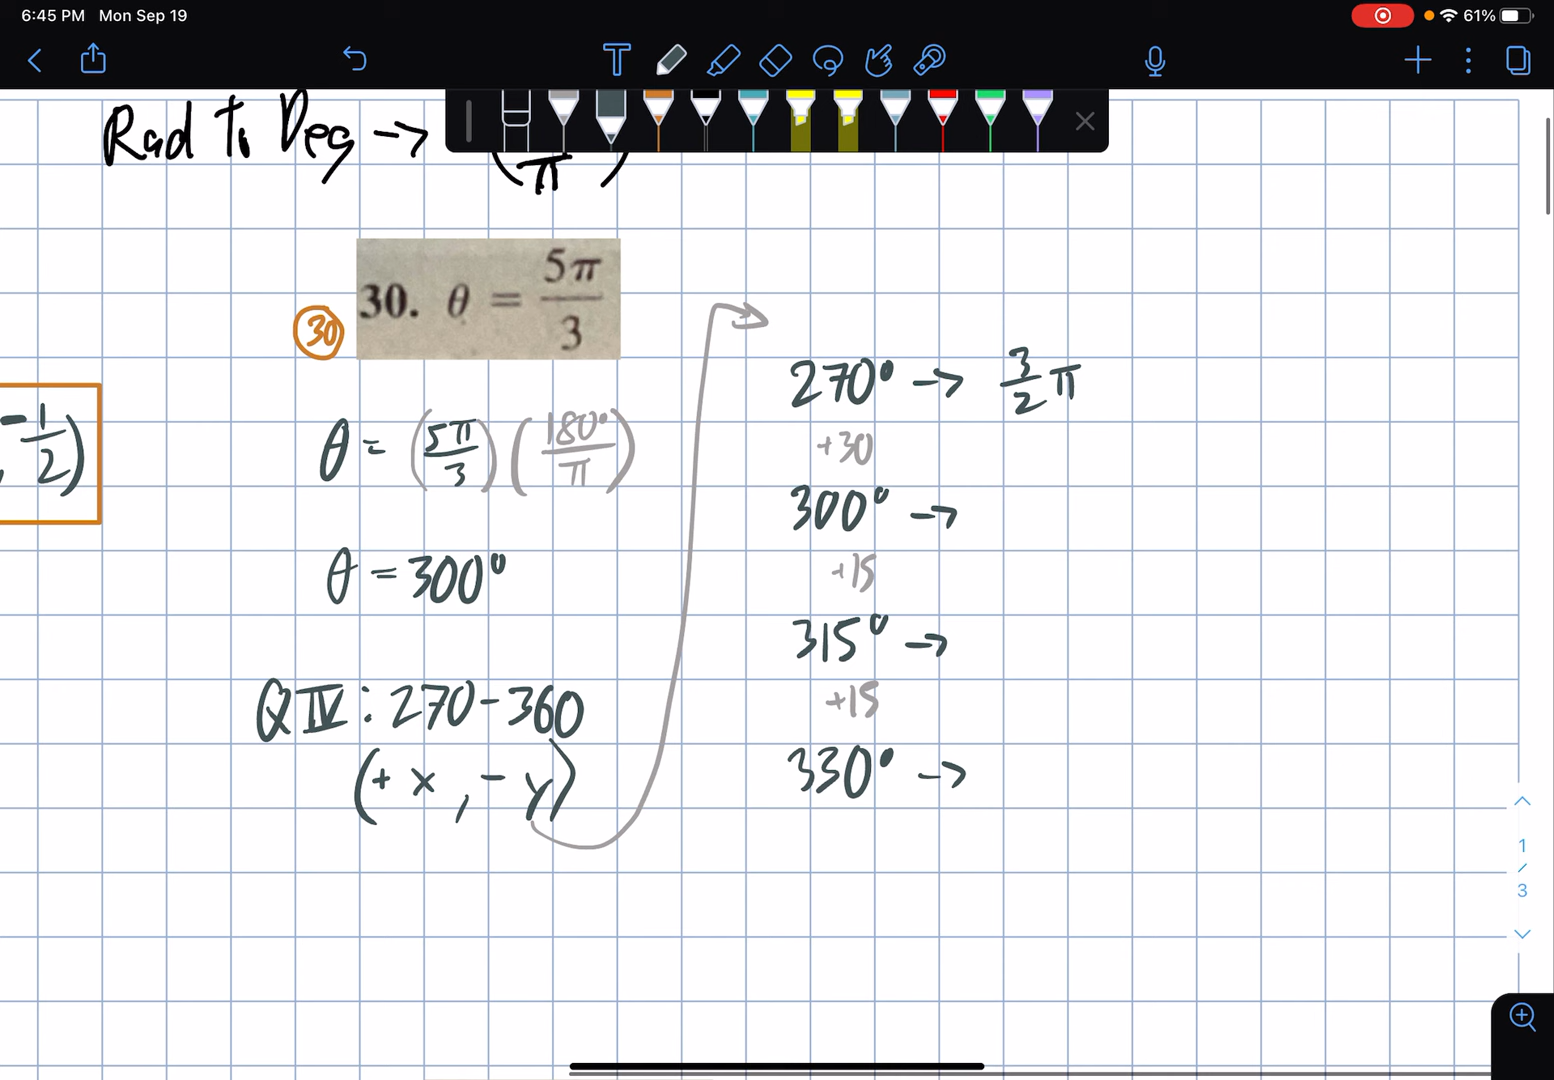 6:45 PM Mon Sep 19
61%
Rad To Deg →
( π )
30
30. θ = 5π/3
, -1/2)
θ = (5π/3)(180°/π)
θ = 300°
QIV: 270-360
(+ x, - y)
270° → 3/2 π
+30
300° →
+15
315° →
+15
330° →
1
/
3